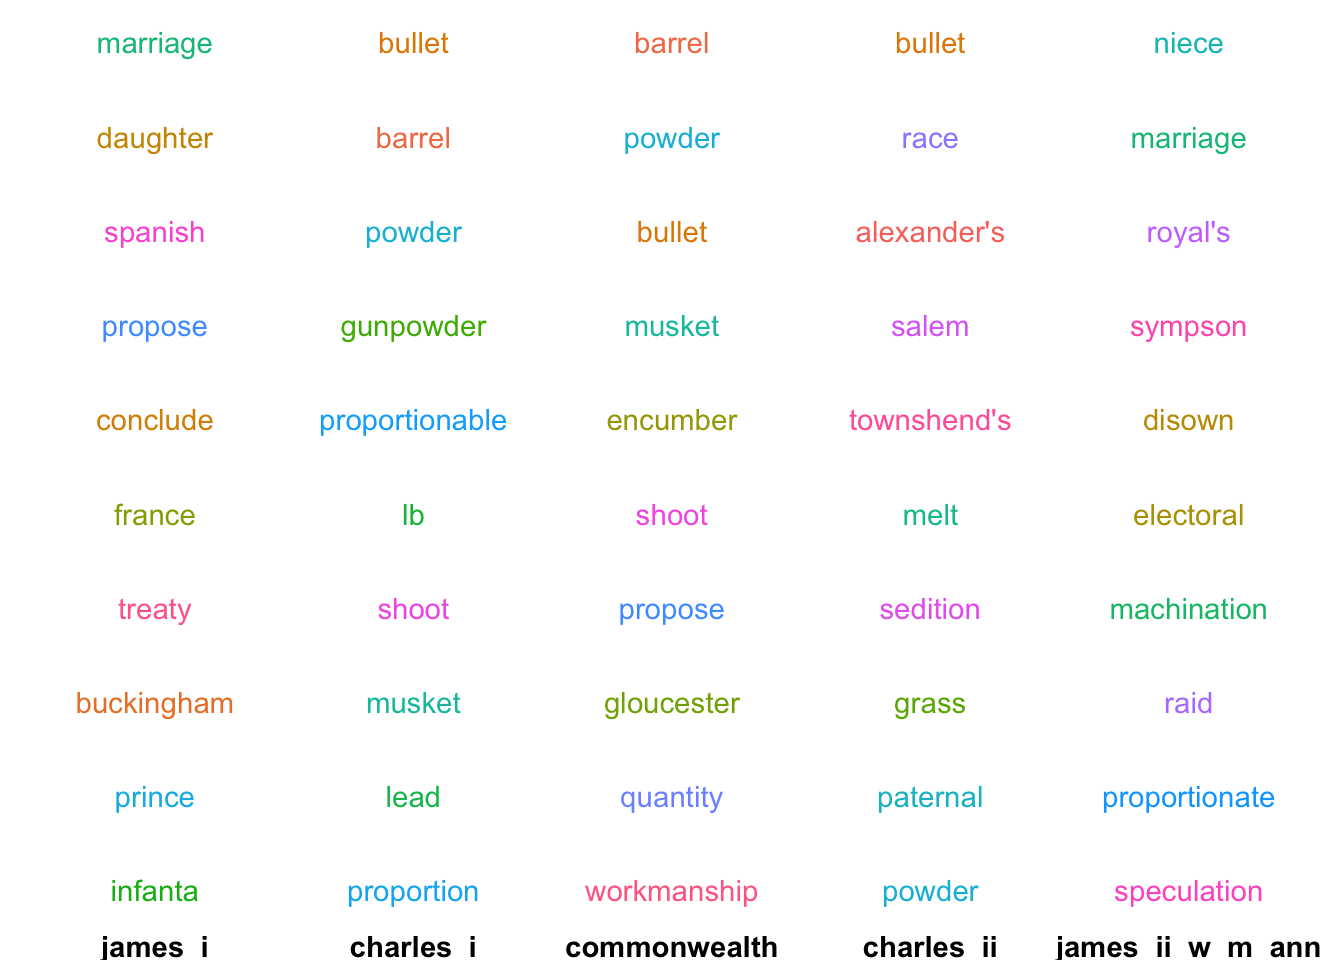 marriage bullet barrel bullet niece
daughter barrel powder race marriage
spanish powder bullet alexander's royal's
propose gunpowder musket salem sympson
conclude proportionable encumber townshend's disown
france lb shoot melt electoral
treaty shoot propose sedition machination
buckingham musket gloucester grass raid
prince lead quantity paternal proportionate
infanta proportion workmanship powder speculation
james_i charles_i commonwealth charles_ii james_ii_w_m_ann